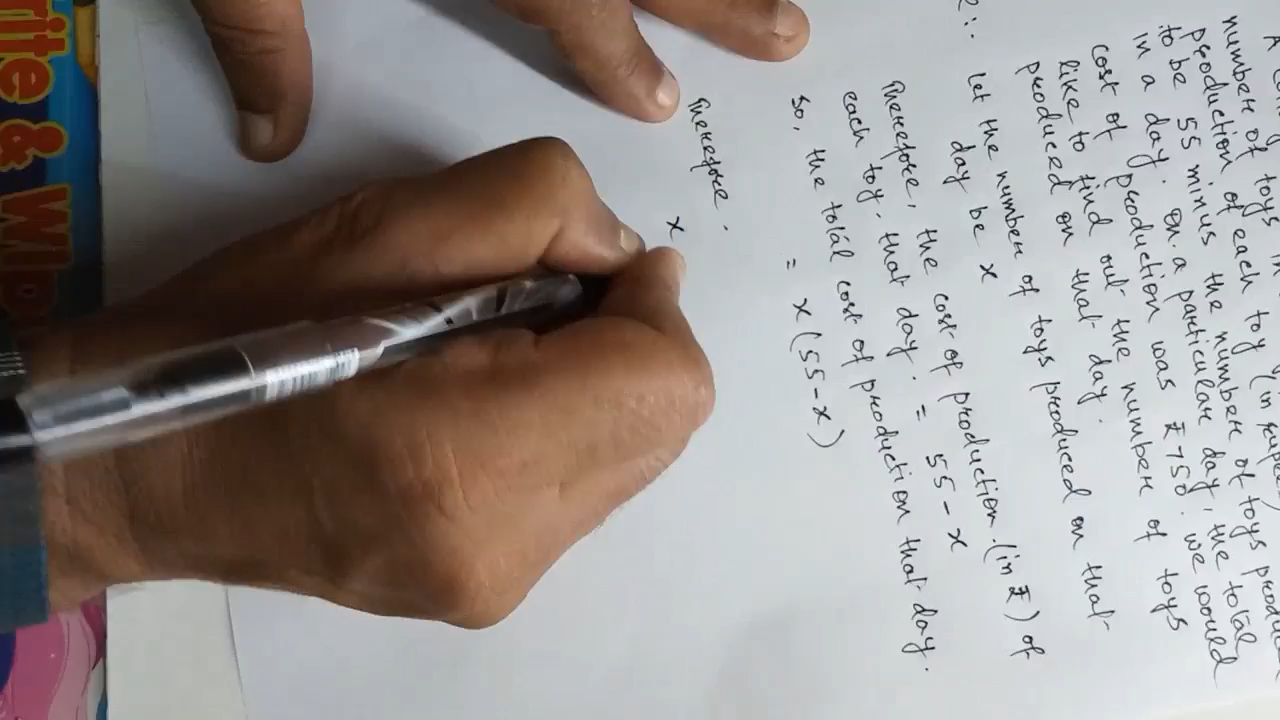 number of toys in
production of each toy (in rupees)
to be 55 minus the number of toys
in a day. on a particular day, the total
cost of production was ₹750. we would
like to find out the number of toys
produced on that day.
Let the number of toys produced on that
day be x
Therefore, the cost of production (in ₹) of
each toy that day. = 55 - x
So, the total cost of production that day.
= x (55 - x)
Therefore.
x